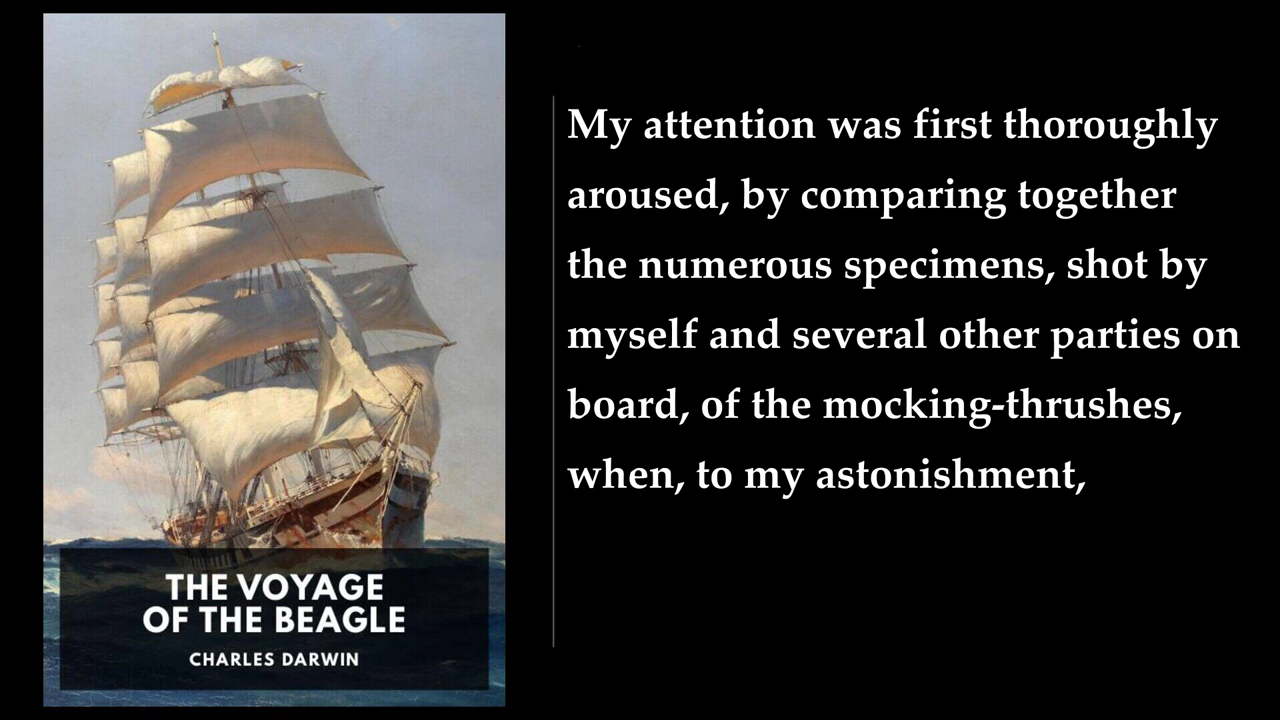 THE VOYAGE
OF THE BEAGLE
CHARLES DARWIN
My attention was first thoroughly
aroused, by comparing together
the numerous specimens, shot by
myself and several other parties on
board, of the mocking-thrushes,
when, to my astonishment,